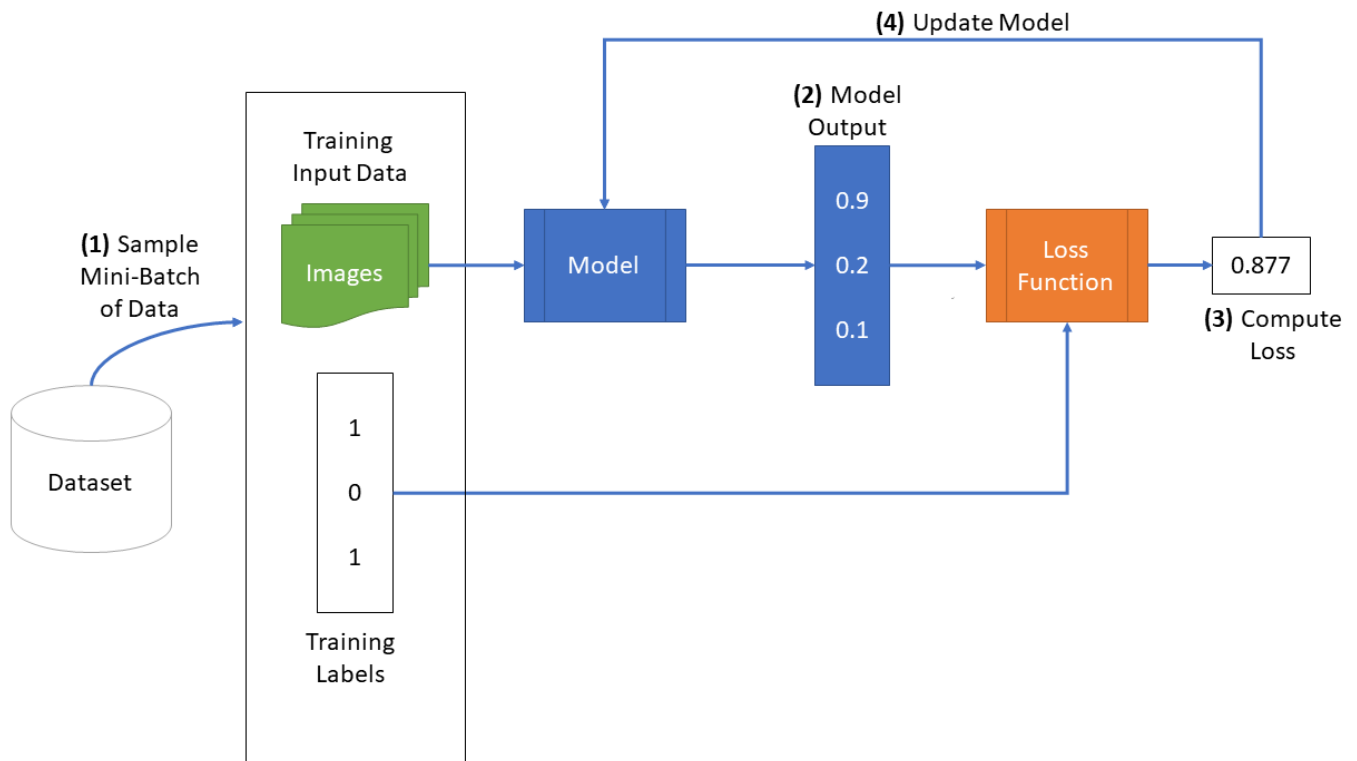 (4) Update Model
(2) Model
Output
Training
Input Data
0.9
(1) Sample
Mini-Batch
of Data
Images
Model
0.2
Loss
Function
0.877
0.1
(3) Compute
Loss
1
Dataset
0
1
Training
Labels